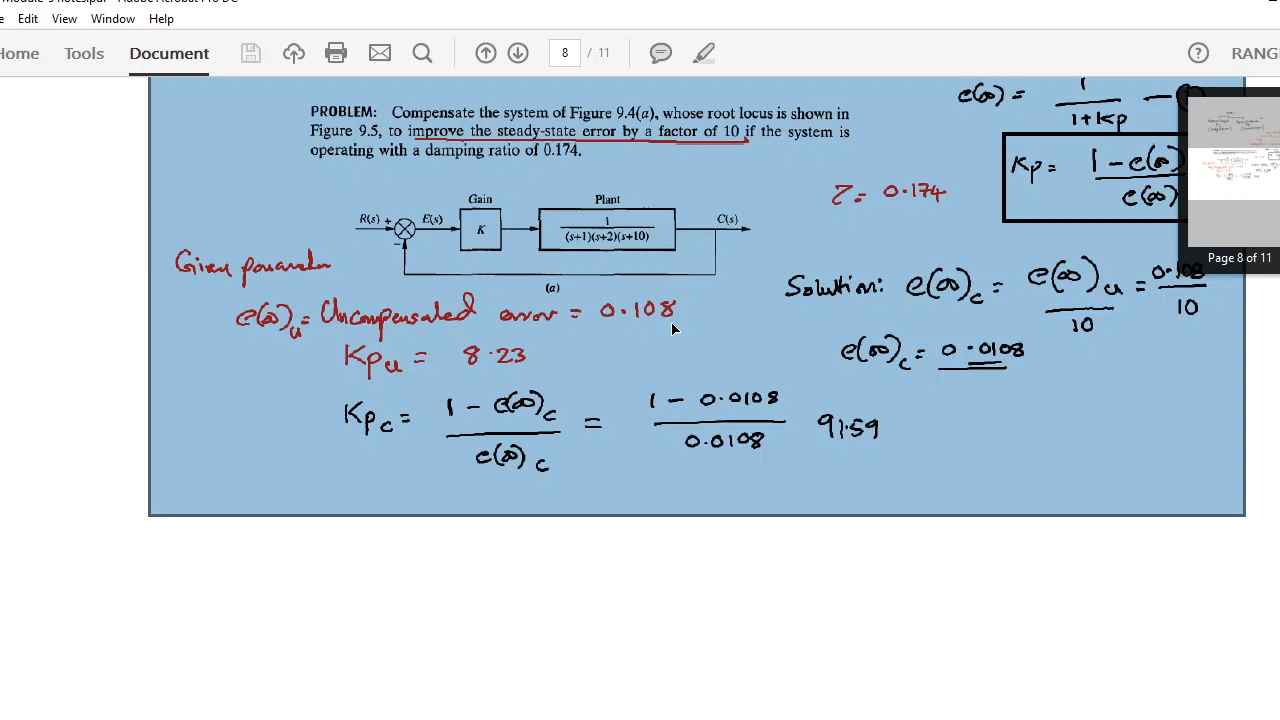 Edit View Window Help
Home Tools Document 8 / 11
e(∞) = 1 / 1+Kp
PROBLEM: Compensate the system of Figure 9.4(a), whose root locus is shown in
Figure 9.5, to improve the steady-state error by a factor of 10 if the system is
operating with a damping ratio of 0.174.
Kp = 1 - e(∞) / e(∞)
Page 8 of 11
ζ = 0.174
Gain Plant
R(s) + E(s) K 1 / (s+1)(s+2)(s+10) C(s)
−
(a)
Given parameter
e(∞)u = Uncompensated error = 0.108
Kpu = 8.23
Solution: e(∞)c = e(∞)u / 10 = 0.108 / 10
e(∞)c = 0.0108
Kpc = 1 - e(∞)c / e(∞)c = 1 - 0.0108 / 0.0108 91.59